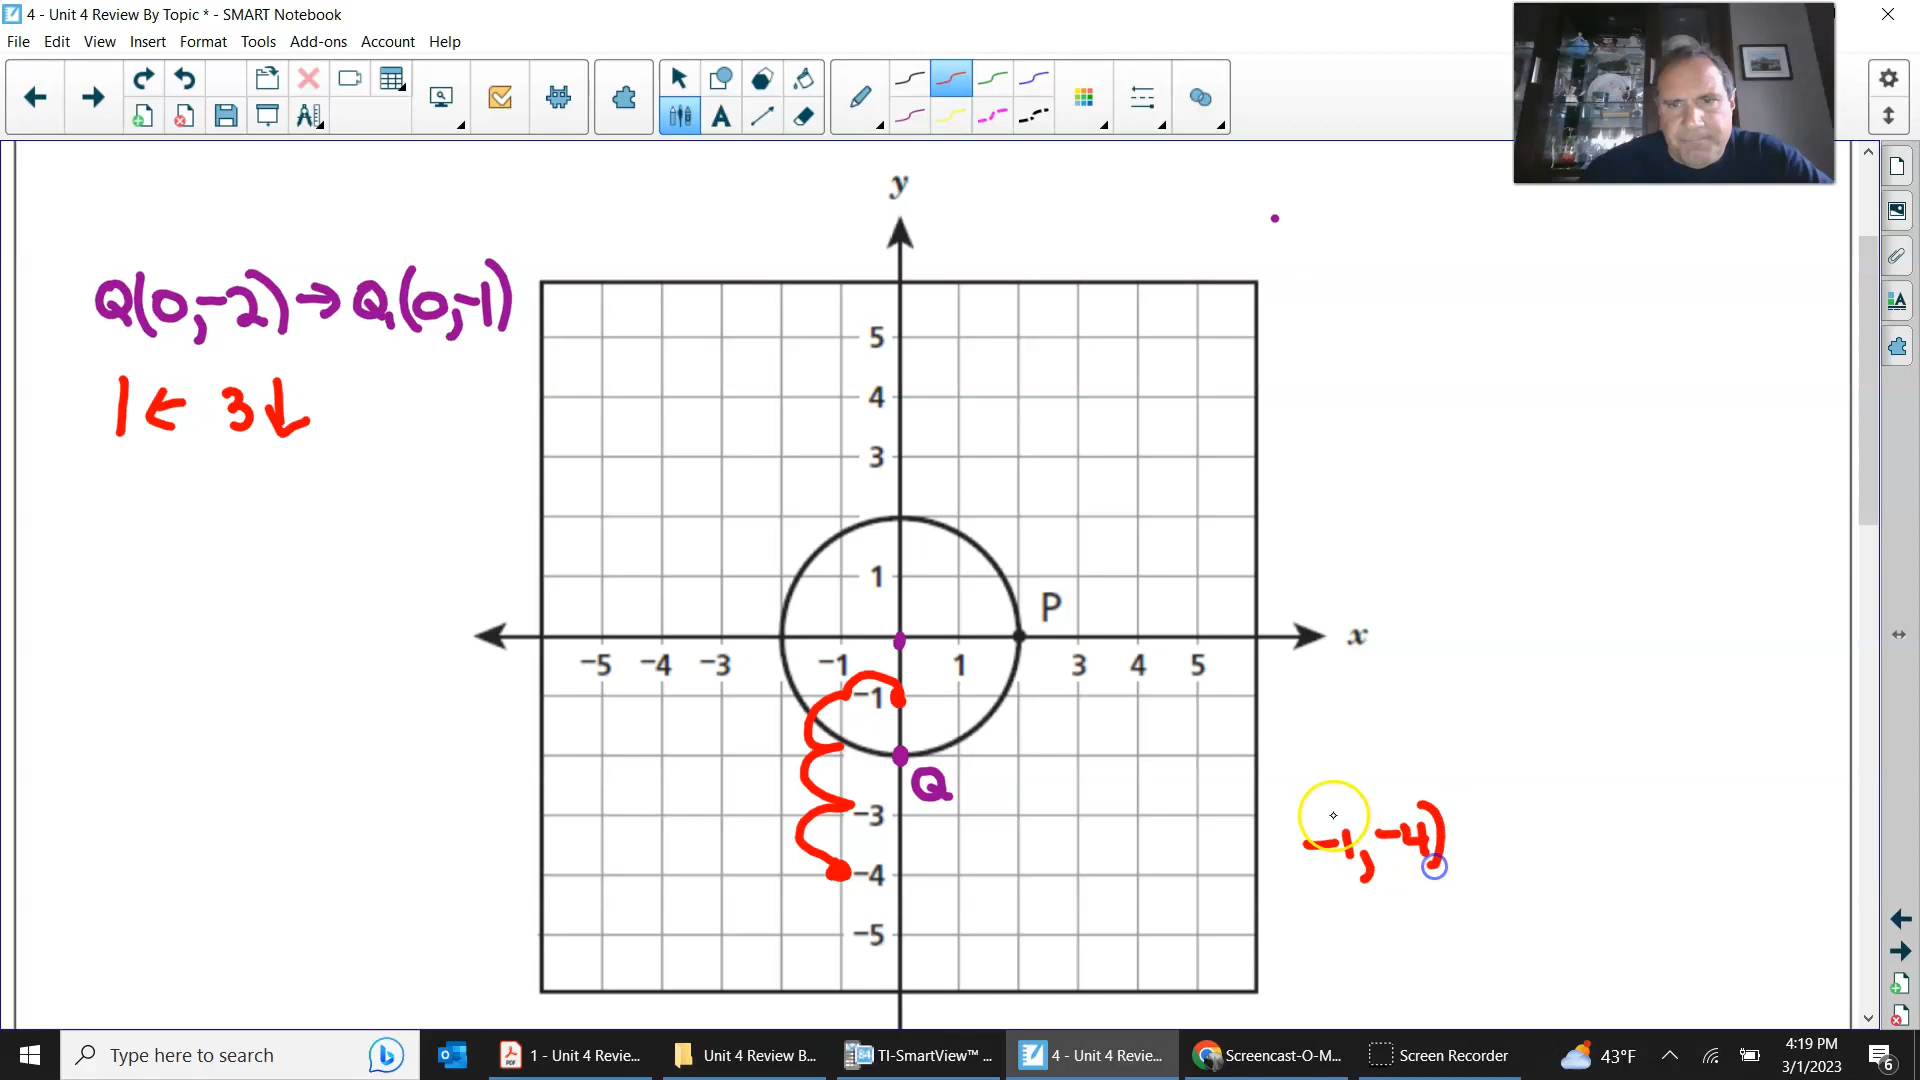 4 - Unit 4 Review By Topic * - SMART Notebook
File Edit View Insert Format Tools Add-ons Account Help
y
Q(0,-2)→Q₁(0,-1)
1← 3↓
5
4
3
1
P
x
−5 −4 −3 −1 1 3 4 5
−1
Q
−3
-1, -4)
−4
−5
Type here to search
1 - Unit 4 Revie...
Unit 4 Review B...
TI-SmartView™ ...
4 - Unit 4 Revie...
Screencast-O-M...
Screen Recorder
43°F
4:19 PM
3/1/2023
6